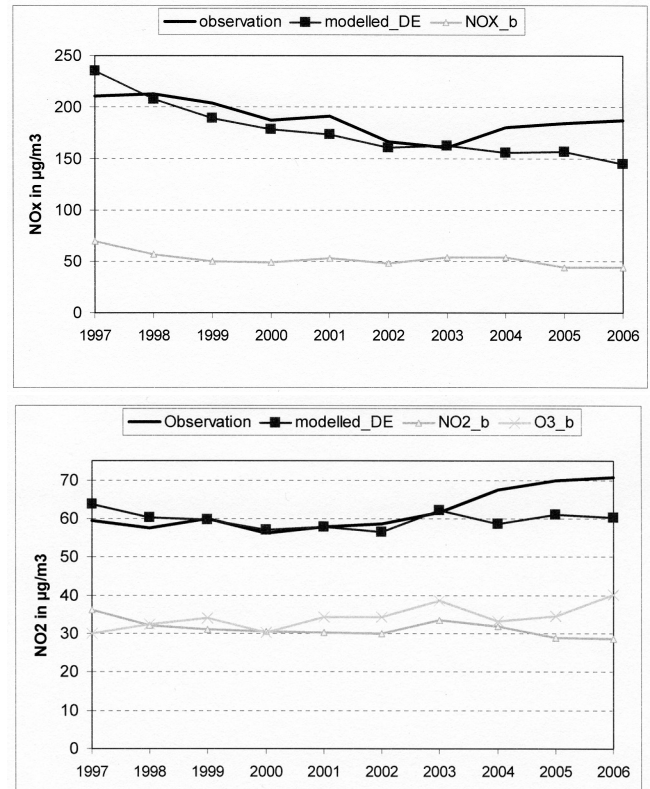 observation modelled_DE NOX_b
250
200
150
100
50
0
NOx in µg/m3
1997 1998 1999 2000 2001 2002 2003 2004 2005 2006
Observation modelled_DE NO2_b O3_b
70
60
50
40
30
20
10
0
NO2 in µg/m3
1997 1998 1999 2000 2001 2002 2003 2004 2005 2006